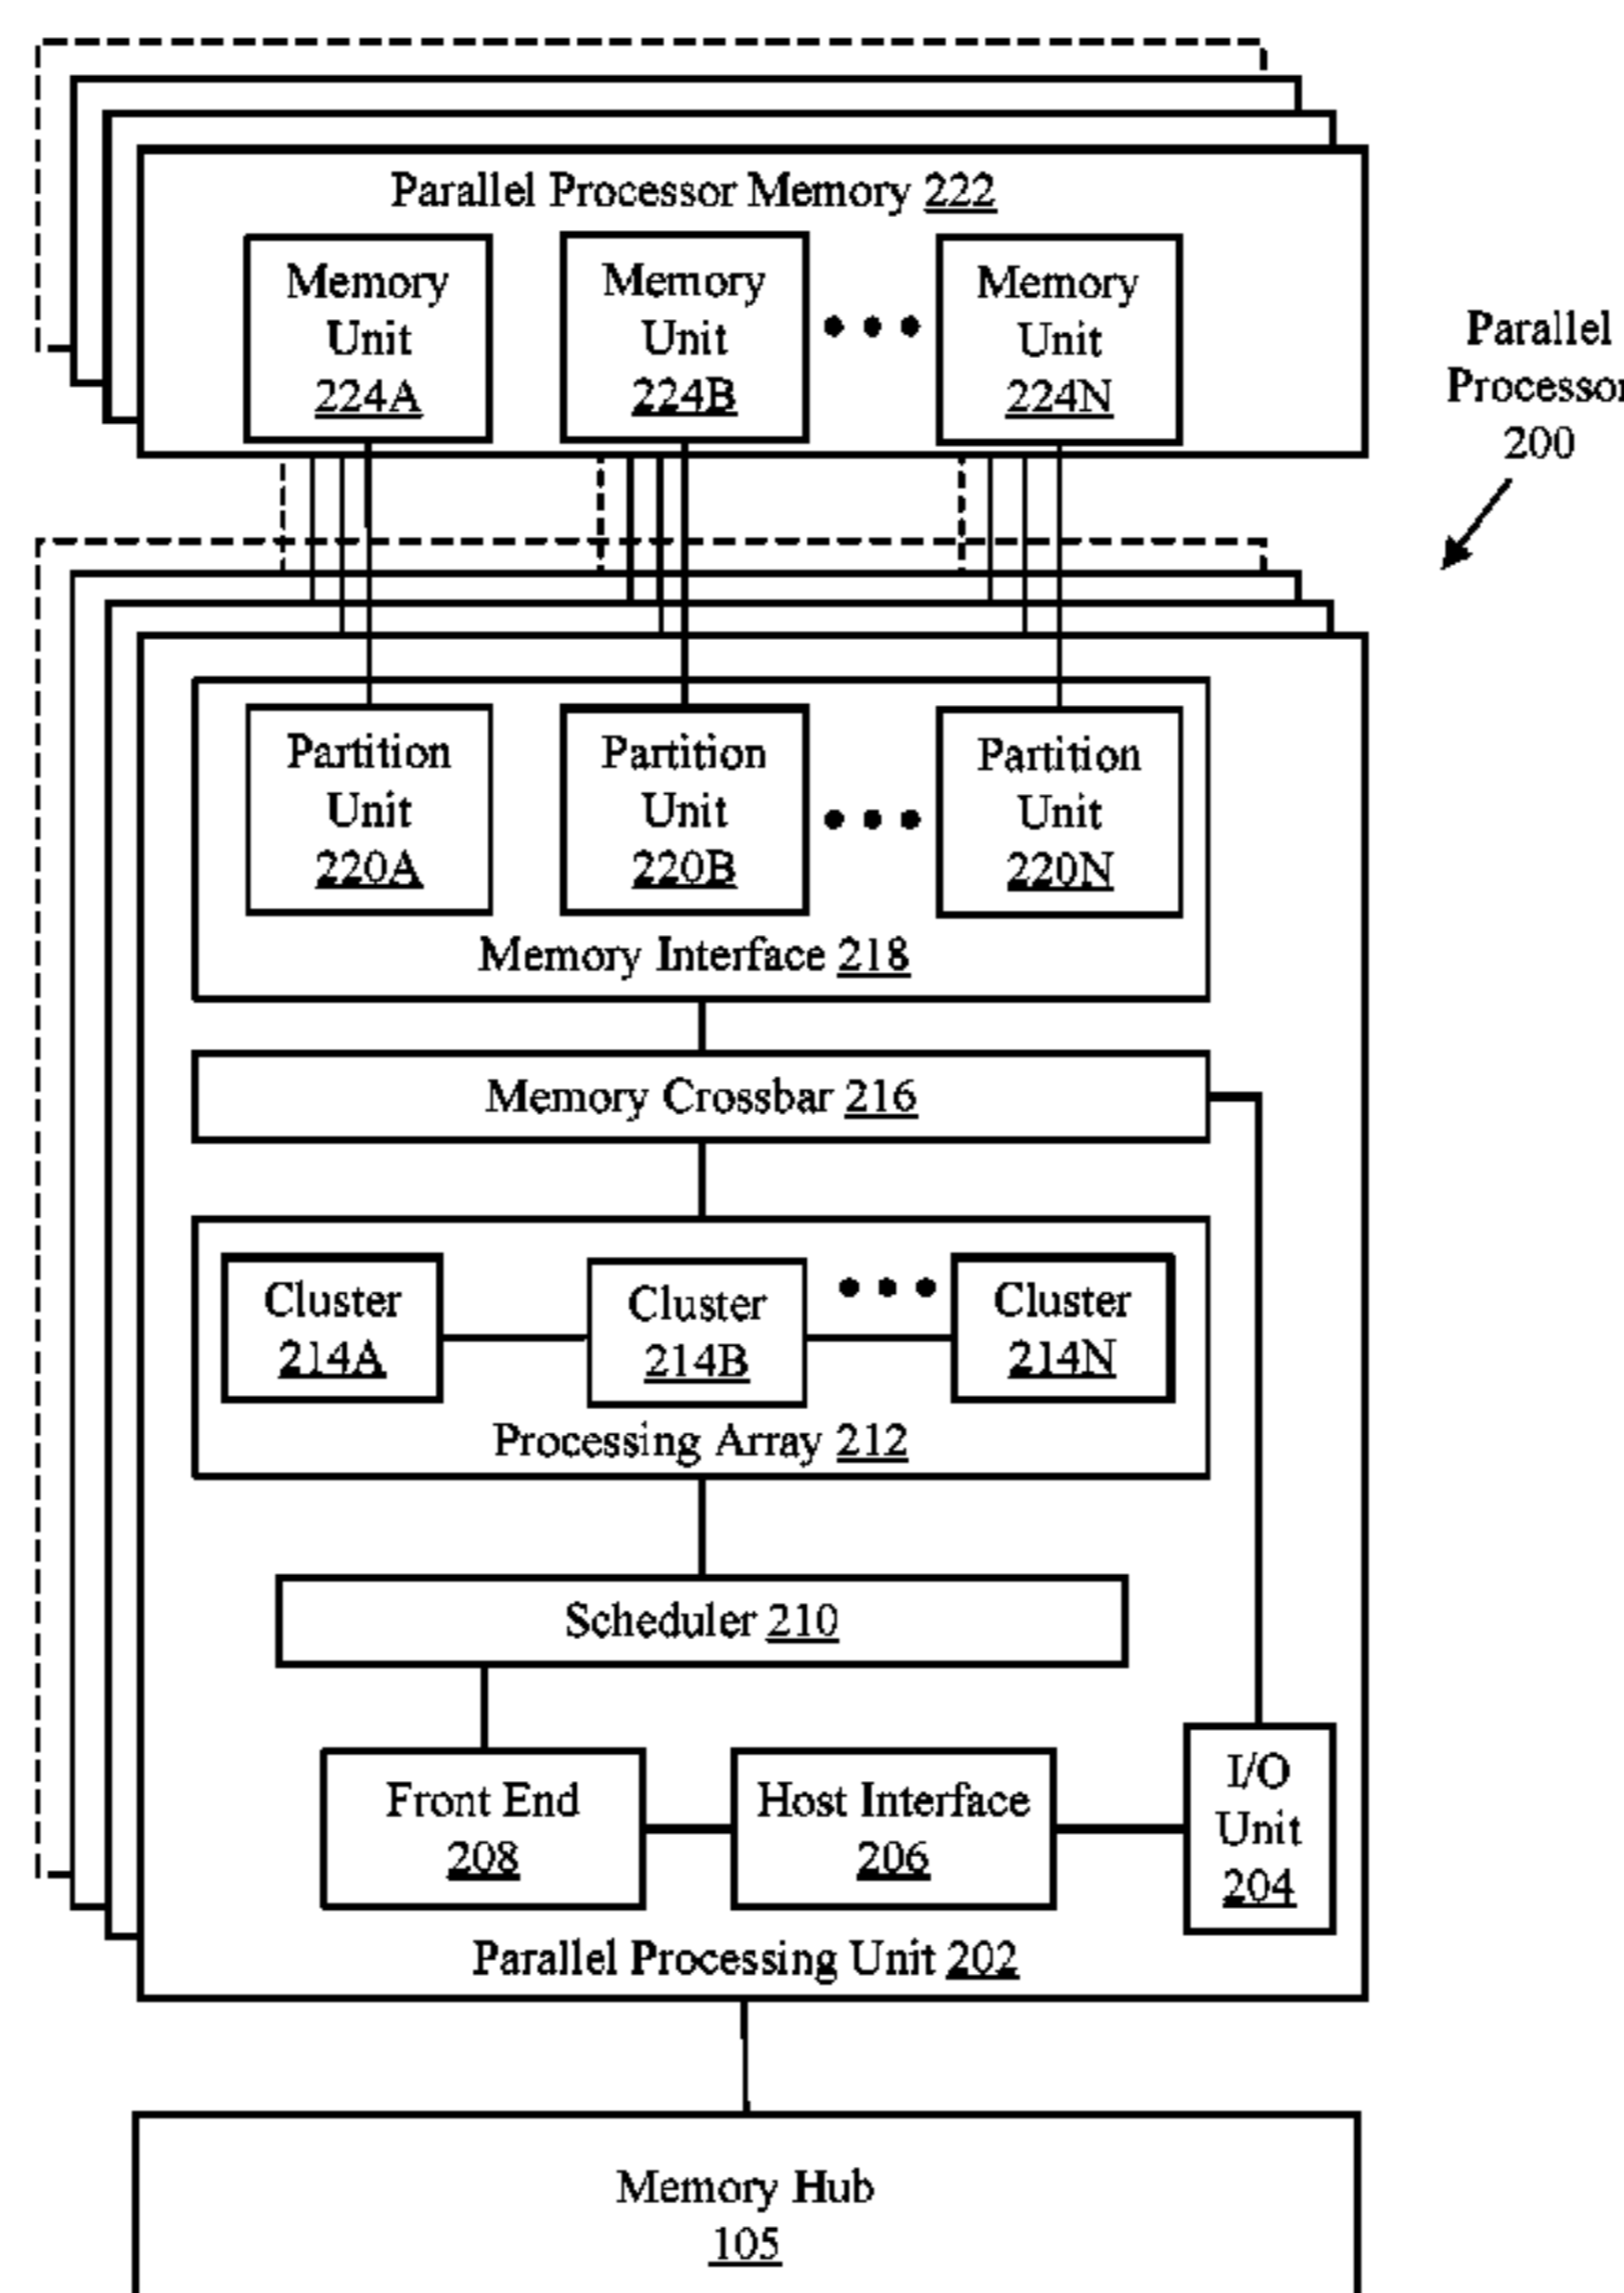 Parallel Processor Memory 222
Memory
Unit
224A
Memory
Unit
224B
Memory
Unit
224N
Parallel
Processor
200
Partition
Unit
220A
Partition
Unit
220B
Partition
Unit
220N
Memory Interface 218
Memory Crossbar 216
Cluster
214A
Cluster
214B
Cluster
214N
Processing Array 212
Scheduler 210
Front End
208
Host Interface
206
I/O
Unit
204
Parallel Processing Unit 202
Memory Hub
105